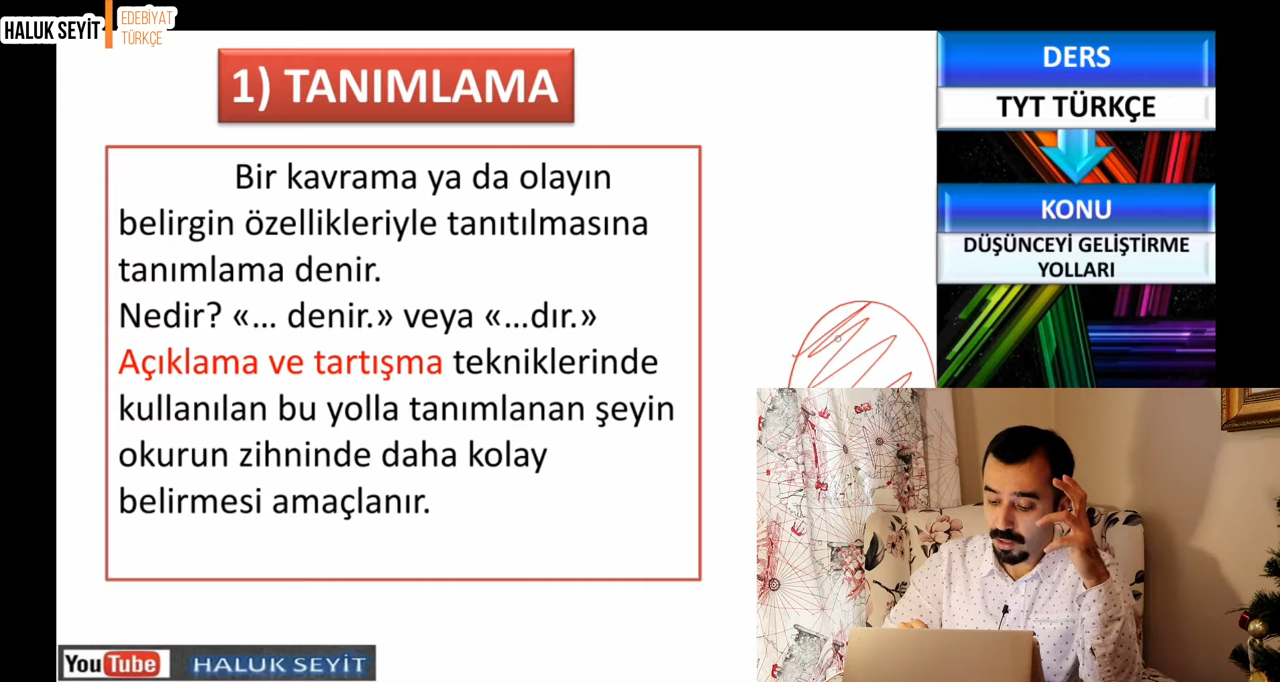 HALUK SEYİT
EDEBİYAT
TÜRKÇE
1) TANIMLAMA
Bir kavrama ya da olayın
belirgin özellikleriyle tanıtılmasına
tanımlama denir.
Nedir? «… denir.» veya «…dır.»
Açıklama ve tartışma tekniklerinde
kullanılan bu yolla tanımlanan şeyin
okurun zihninde daha kolay
belirmesi amaçlanır.
DERS
TYT TÜRKÇE
KONU
DÜŞÜNCEYİ GELİŞTİRME
YOLLARI
YouTube HALUK SEYİT